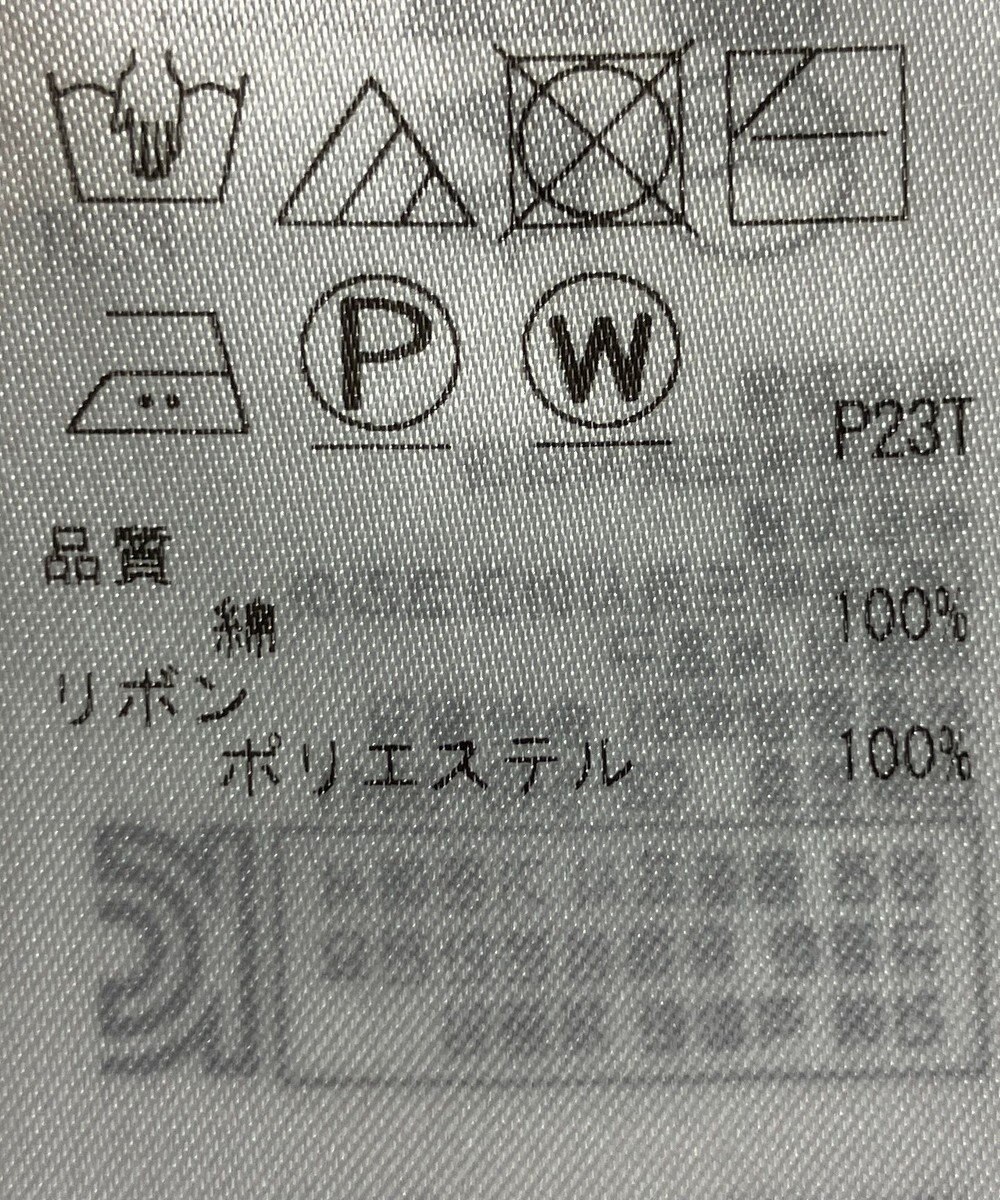 P W
P23T
品質
綿 100%
リボン
ポリエステル 100%